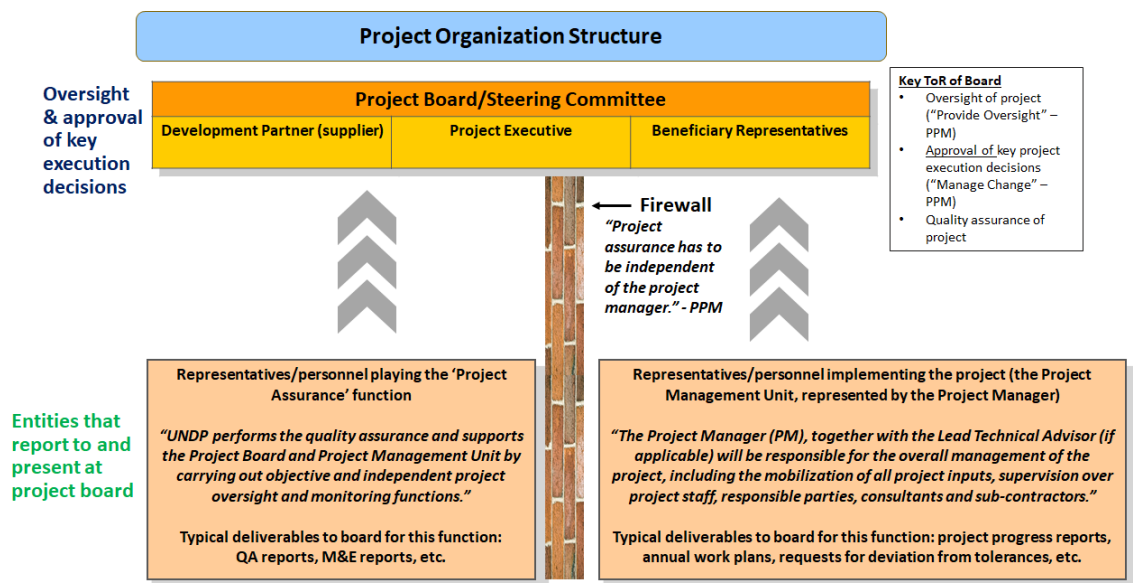 Project Organization Structure
Oversight
& approval
of key
execution
decisions
Project Board/Steering Committee
Development Partner (supplier)
Project Executive
Beneficiary Representatives
Key ToR of Board
• Oversight of project
(“Provide Oversight” –
PPM)
• Approval of key project
execution decisions
(“Manage Change” –
PPM)
• Quality assurance of
project
Firewall
“Project
assurance has to
be independent
of the project
manager.” - PPM
Entities that
report to and
present at
project board
Representatives/personnel playing the ‘Project
Assurance’ function
“UNDP performs the quality assurance and supports
the Project Board and Project Management Unit by
carrying out objective and independent project
oversight and monitoring functions.”
Typical deliverables to board for this function:
QA reports, M&E reports, etc.
Representatives/personnel implementing the project (the Project
Management Unit, represented by the Project Manager)
“The Project Manager (PM), together with the Lead Technical Advisor (if
applicable) will be responsible for the overall management of the
project, including the mobilization of all project inputs, supervision over
project staff, responsible parties, consultants and sub-contractors.”
Typical deliverables to board for this function: project progress reports,
annual work plans, requests for deviation from tolerances, etc.